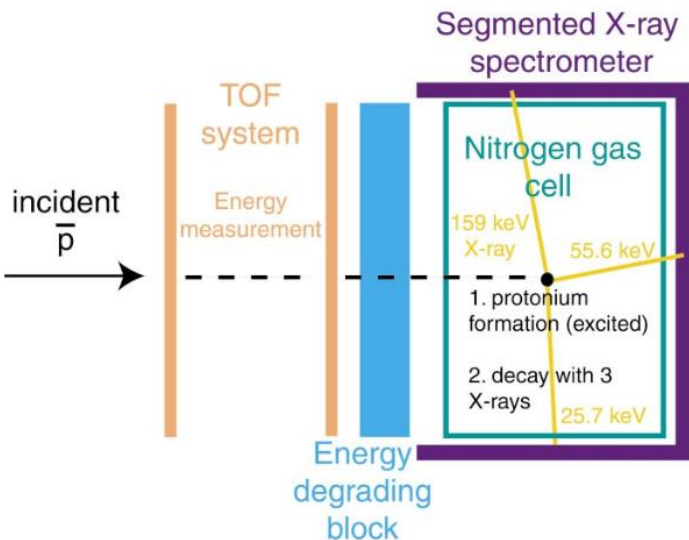 Segmented X-ray
spectrometer
TOF
system
Nitrogen gas
cell
incident
p̅
Energy
measurement
159 keV
X-ray
55.6 keV
1. protonium
formation (excited)
2. decay with 3
X-rays
25.7 keV
Energy
degrading
block